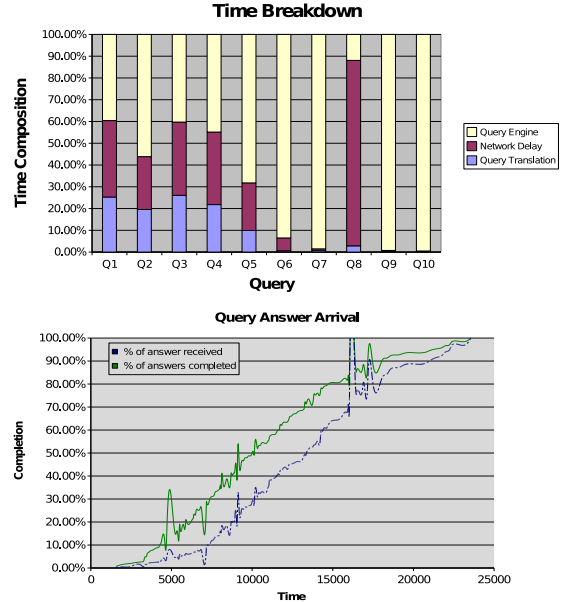 Time Breakdown
100.00%
90.00%
80.00%
70.00%
60.00%
50.00%
40.00%
30.00%
20.00%
10.00%
0.00%
Time Composition
Q1 Q2 Q3 Q4 Q5 Q6 Q7 Q8 Q9 Q10
Query
Query Engine
Network Delay
Query Translation
Query Answer Arrival
100.00%
90.00%
80.00%
70.00%
60.00%
50.00%
40.00%
30.00%
20.00%
10.00%
0.00%
Completion
% of answer received
% of answers completed
0 5000 10000 15000 20000 25000
Time